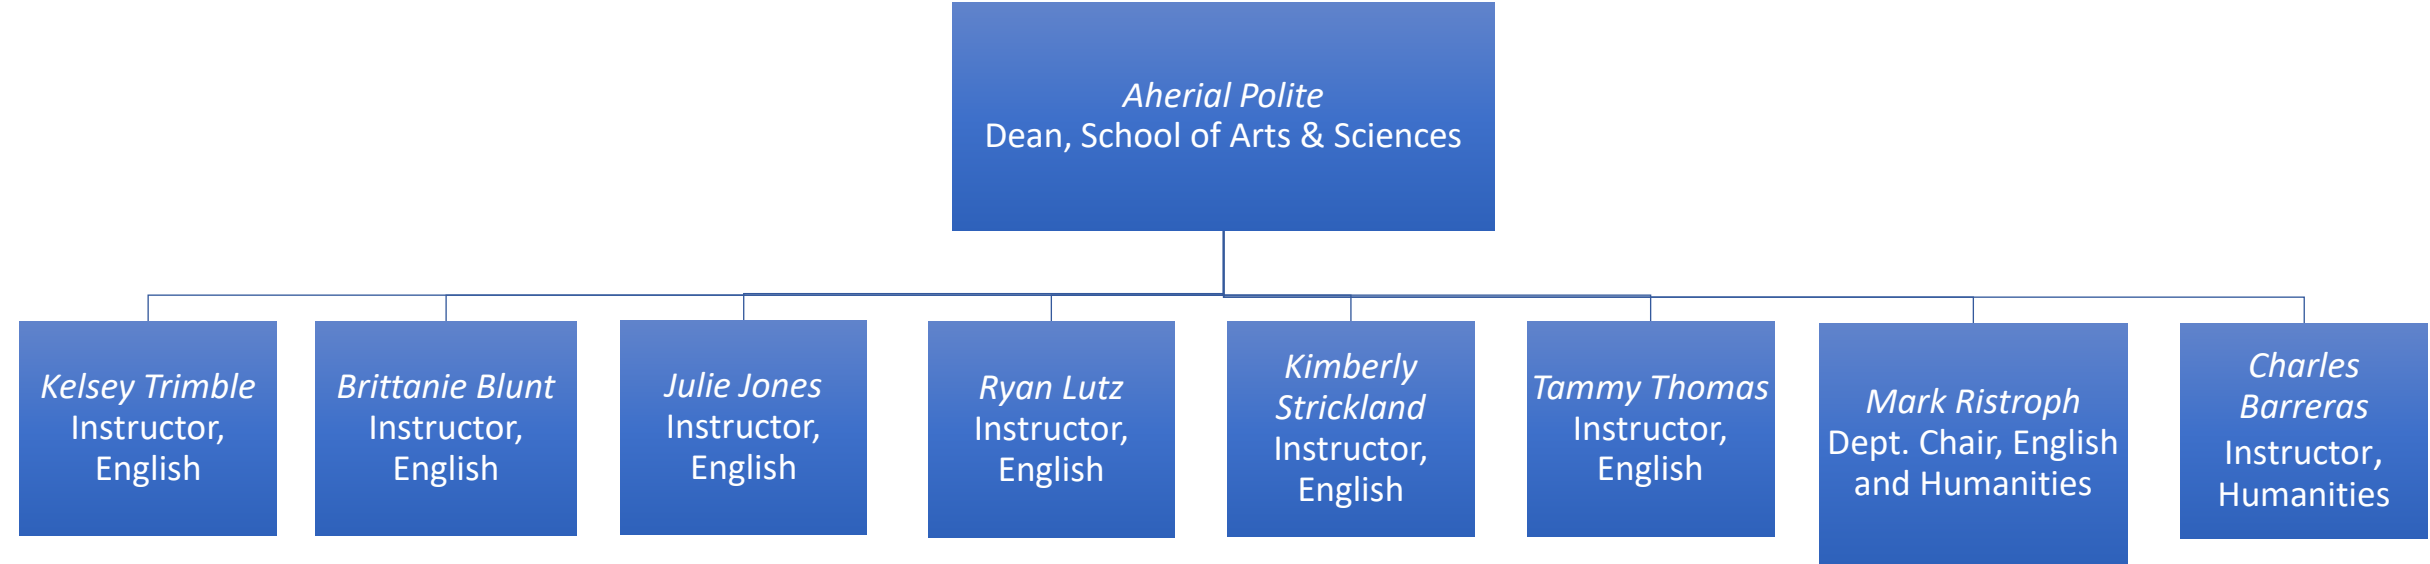 Aherial Polite
Dean, School of Arts & Sciences
Kelsey Trimble
Instructor,
English
Brittanie Blunt
Instructor,
English
Julie Jones
Instructor,
English
Ryan Lutz
Instructor,
English
Kimberly
Strickland
Instructor,
English
Tammy Thomas
Instructor,
English
Mark Ristroph
Dept. Chair, English
and Humanities
Charles
Barreras
Instructor,
Humanities